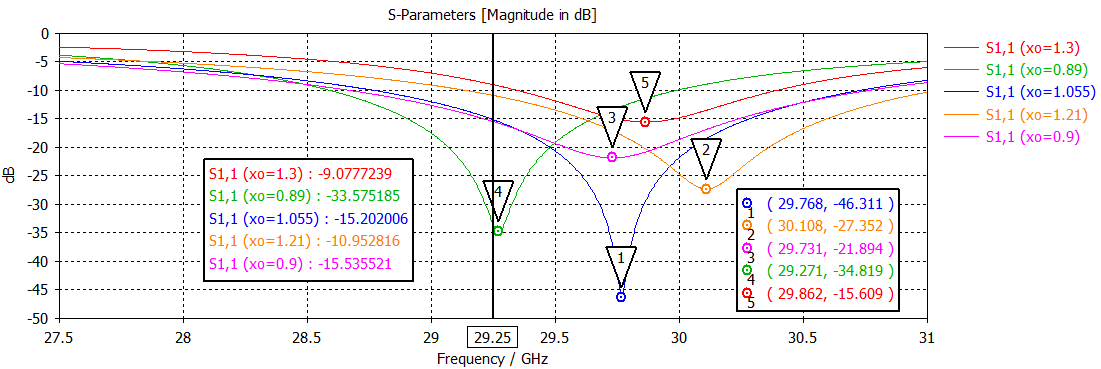 S-Parameters [Magnitude in dB]
0
-5
-10
-15
-20
-25
-30
-35
-40
-45
-50
dB
27.5
28
28.5
29
29.25
29.5
30
30.5
31
Frequency / GHz
5
3
2
4
1
S1,1 (xo=1.3) : -9.0777239
S1,1 (xo=0.89) : -33.575185
S1,1 (xo=1.055) : -15.202006
S1,1 (xo=1.21) : -10.952816
S1,1 (xo=0.9) : -15.535521
1 ( 29.768, -46.311 )
2 ( 30.108, -27.352 )
3 ( 29.731, -21.894 )
4 ( 29.271, -34.819 )
5 ( 29.862, -15.609 )
S1,1 (xo=1.3)
S1,1 (xo=0.89)
S1,1 (xo=1.055)
S1,1 (xo=1.21)
S1,1 (xo=0.9)